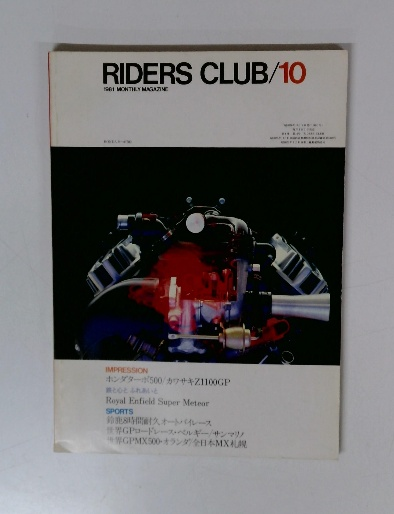 RIDERS CLUB/10
1981 MONTHLY MAGAZINE
IMPRESSION
ホンダターボ500/カワサキZ1100GP
Royal Enfield Super Meteor
SPORTS
鈴鹿8時間耐久オートバイレース
世界GPロードレース・ベルギー/サンマリノ
世界GPMX500・オランダ/全日本MX札幌